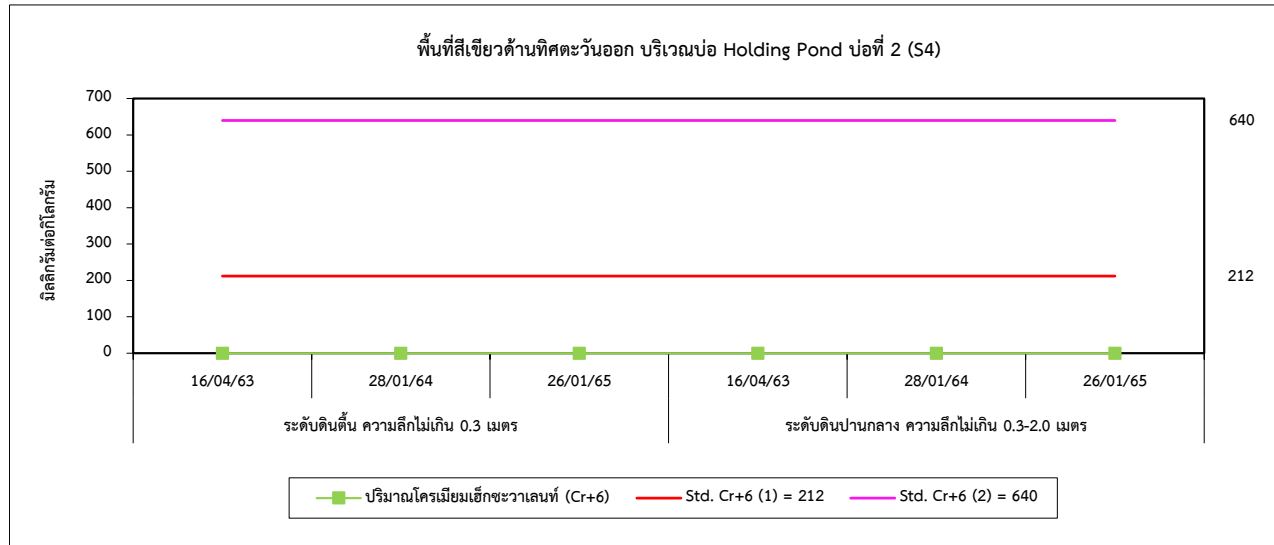 พื้นที่สีเขียวด้านทิศตะวันออก บริเวณบ่อ Holding Pond บ่อที่ 2 (S4)
มิลลิกรัมต่อกิโลกรัม
700
600
500
400
300
200
100
0
640
212
16/04/63 28/01/64 26/01/65 16/04/63 28/01/64 26/01/65
ระดับดินตื้น ความลึกไม่เกิน 0.3 เมตร ระดับดินปานกลาง ความลึกไม่เกิน 0.3-2.0 เมตร
ปริมาณโครเมียมเฮ็กซะวาเลนท์ (Cr+6) Std. Cr+6 (1) = 212 Std. Cr+6 (2) = 640